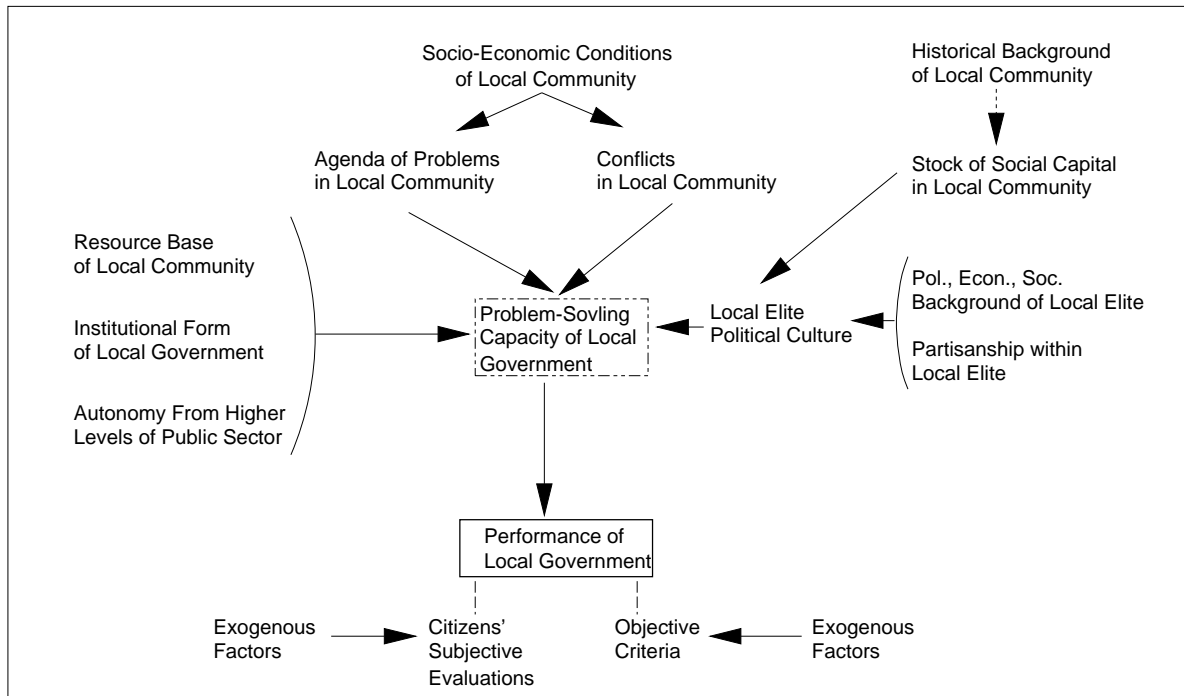 Socio-Economic Conditions
of Local Community
Historical Background
of Local Community
Agenda of Problems
in Local Community
Conflicts
in Local Community
Stock of Social Capital
in Local Community
Resource Base
of Local Community
Institutional Form
of Local Government
Autonomy From Higher
Levels of Public Sector
Problem-Sovling
Capacity of Local
Government
Local Elite
Political Culture
Pol., Econ., Soc.
Background of Local Elite
Partisanship within
Local Elite
Performance of
Local Government
Exogenous
Factors
Citizens’
Subjective
Evaluations
Objective
Criteria
Exogenous
Factors